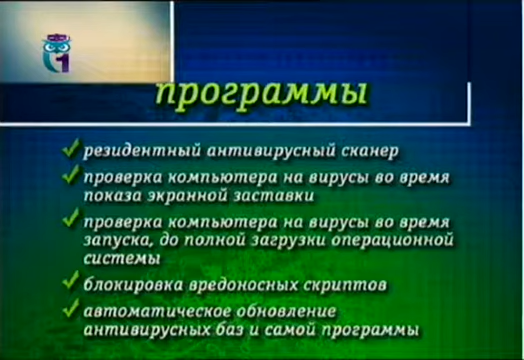 1
программы
резидентный антивирусный сканер
проверка компьютера на вирусы во время
показа экранной заставки
проверка компьютера на вирусы во время
запуска, до полной загрузки операционной
системы
блокировка вредоносных скриптов
автоматическое обновление
антивирусных баз и самой программы